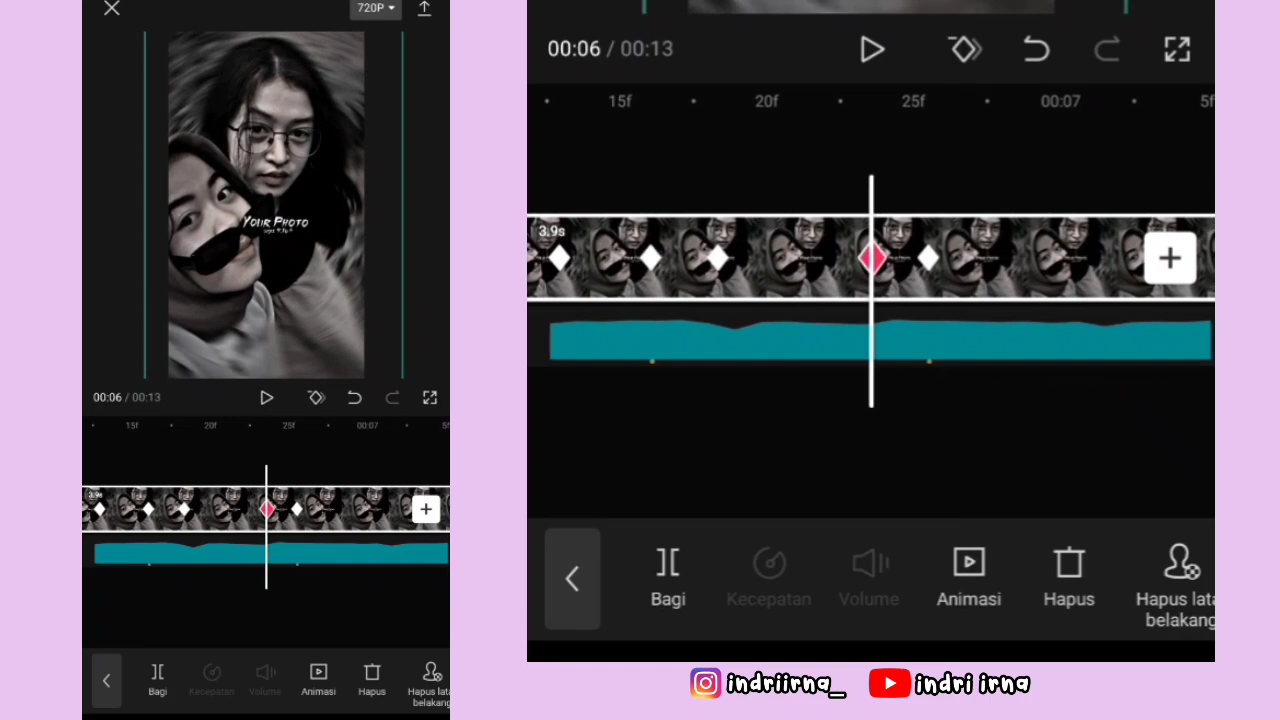 720P
YOUR PHOTO
00:06 / 00:13
15f
20f
25f
00:07
5f
3.9s
Bagi
Kecepatan
Volume
Animasi
Hapus
Hapus lata
belakang
00:06 / 00:13
15f
20f
25f
00:07
5f
3.9s
Bagi
Kecepatan
Volume
Animasi
Hapus
Hapus lata
belakang
indriirna_
indri irna